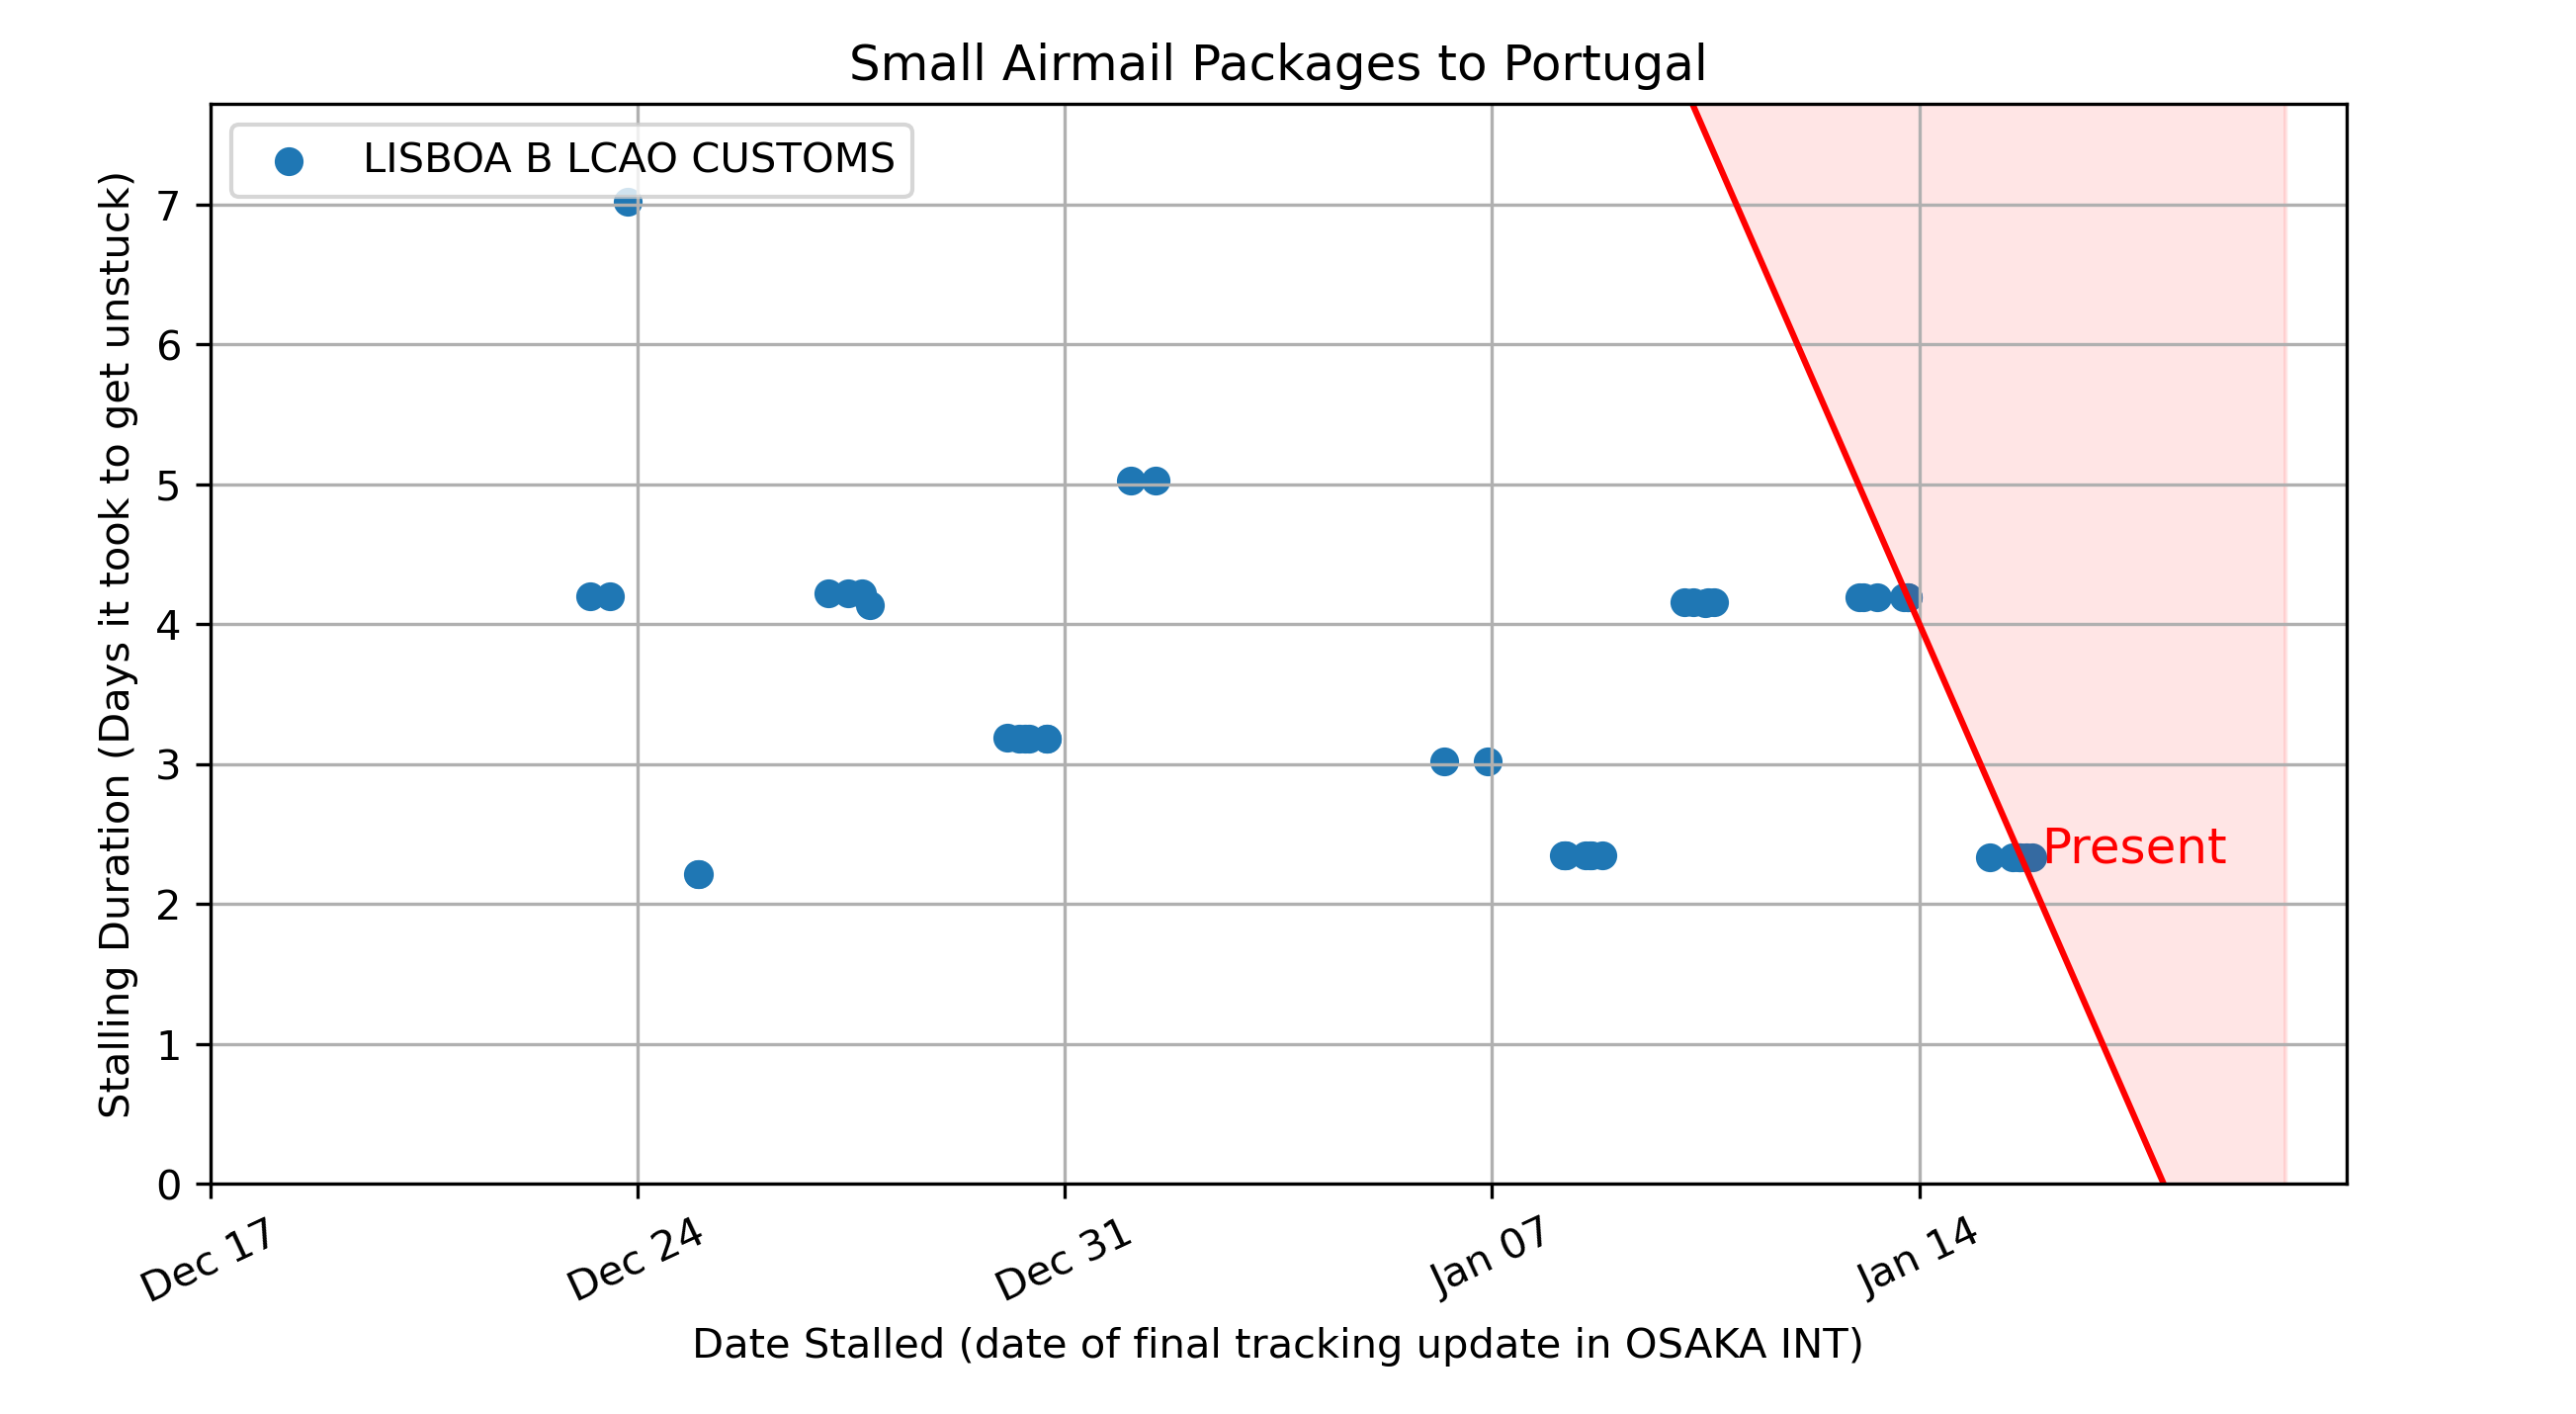 Small Airmail Packages to Portugal
LISBOA B LCAO CUSTOMS
Stalling Duration (Days it took to get unstuck)
7
6
5
4
3
2
1
0
Present
Dec 17
Dec 24
Dec 31
Jan 07
Jan 14
Date Stalled (date of final tracking update in OSAKA INT)